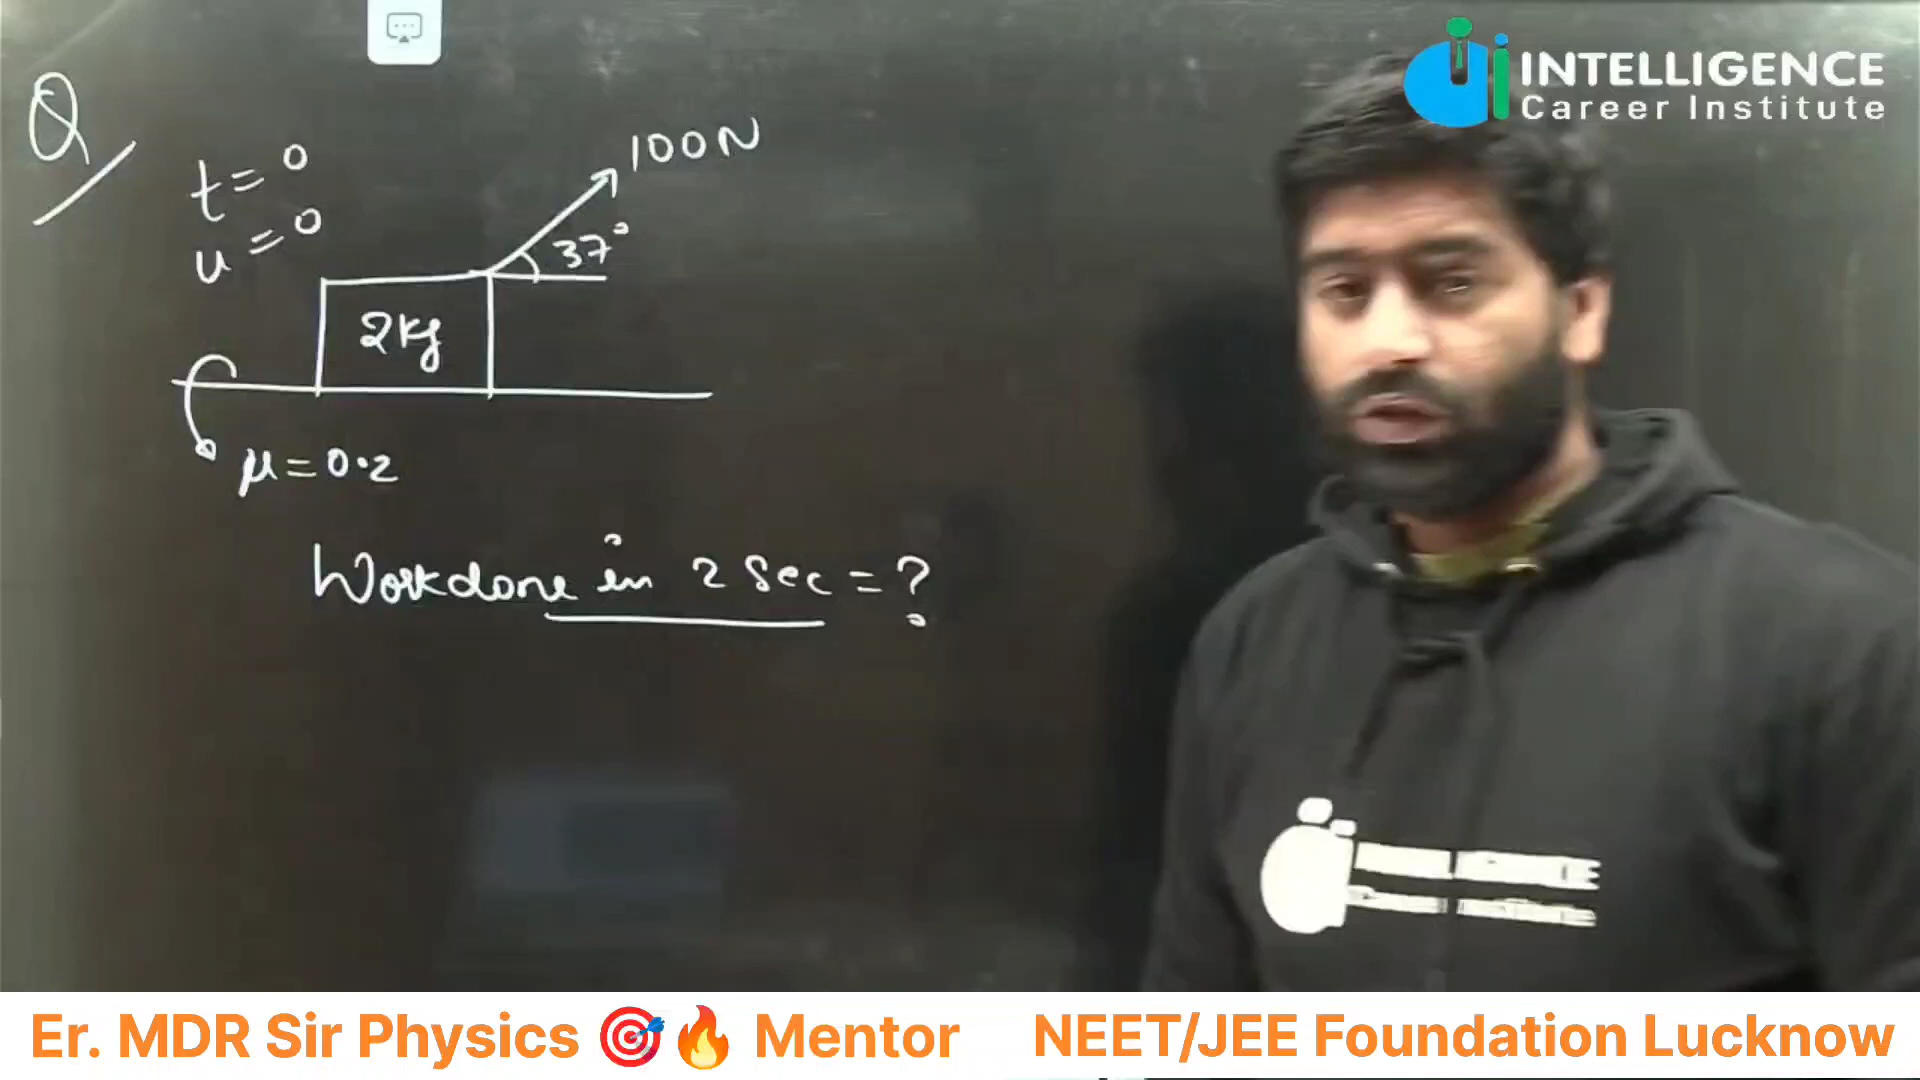 Q
t=0
u=0
100N
37°
2kg
μ=0.2
Workdone in 2 Sec = ?
INTELLIGENCE
Career Institute
Er. MDR Sir Physics 🎯🔥 Mentor NEET/JEE Foundation Lucknow